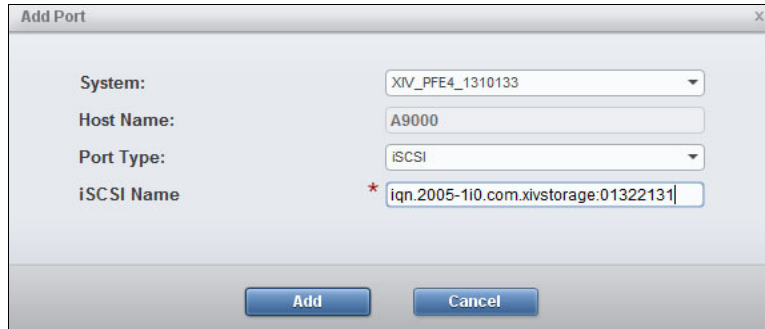 Add Port x
System: XIV_PFE4_1310133
Host Name: A9000
Port Type: iSCSI
iSCSI Name * iqn.2005-1i0.com.xivstorage:01322131
Add Cancel